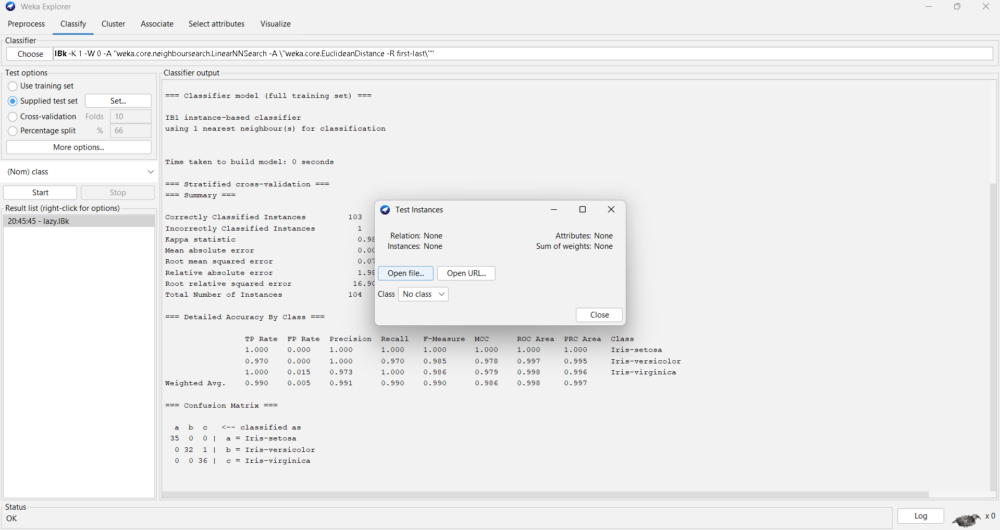 Weka Explorer
Preprocess Classify Cluster Associate Select attributes Visualize
Classifier
Choose IBk -K 1 -W 0 -A "weka.core.neighboursearch.LinearNNSearch -A \"weka.core.EuclideanDistance -R first-last\""
Test options
Use training set
Supplied test set Set...
Cross-validation Folds 10
Percentage split % 66
More options...
(Nom) class
Start Stop
Result list (right-click for options)
20:45:45 - lazy.IBk
Classifier output
=== Classifier model (full training set) ===
IB1 instance-based classifier
using 1 nearest neighbour(s) for classification
Time taken to build model: 0 seconds
=== Stratified cross-validation ===
=== Summary ===
Correctly Classified Instances 103
Incorrectly Classified Instances 1
Kappa statistic 0.98
Mean absolute error 0.00
Root mean squared error 0.07
Relative absolute error 1.98
Root relative squared error 16.90
Total Number of Instances 104
=== Detailed Accuracy By Class ===
TP Rate FP Rate Precision Recall F-Measure MCC ROC Area PRC Area Class
1.000 0.000 1.000 1.000 1.000 1.000 1.000 1.000 Iris-setosa
0.970 0.000 1.000 0.970 0.985 0.978 0.997 0.995 Iris-versicolor
1.000 0.015 0.973 1.000 0.986 0.979 0.998 0.996 Iris-virginica
Weighted Avg. 0.990 0.005 0.991 0.990 0.990 0.986 0.998 0.997
=== Confusion Matrix ===
a b c <-- classified as
35 0 0 | a = Iris-setosa
0 32 1 | b = Iris-versicolor
0 0 36 | c = Iris-virginica
Test Instances
Relation: None Attributes: None
Instances: None Sum of weights: None
Open file... Open URL...
Class No class
Close
Status
OK
Log x 0